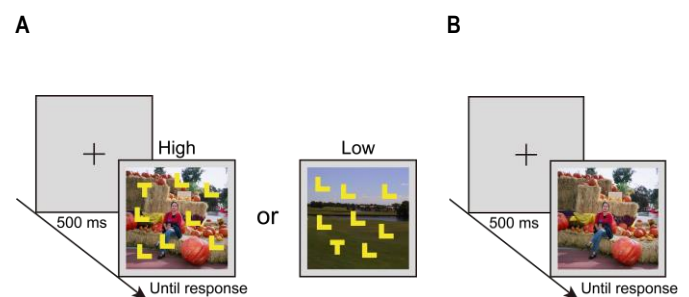 A
B
High
Low
500 ms
or
500 ms
Until response
Until response